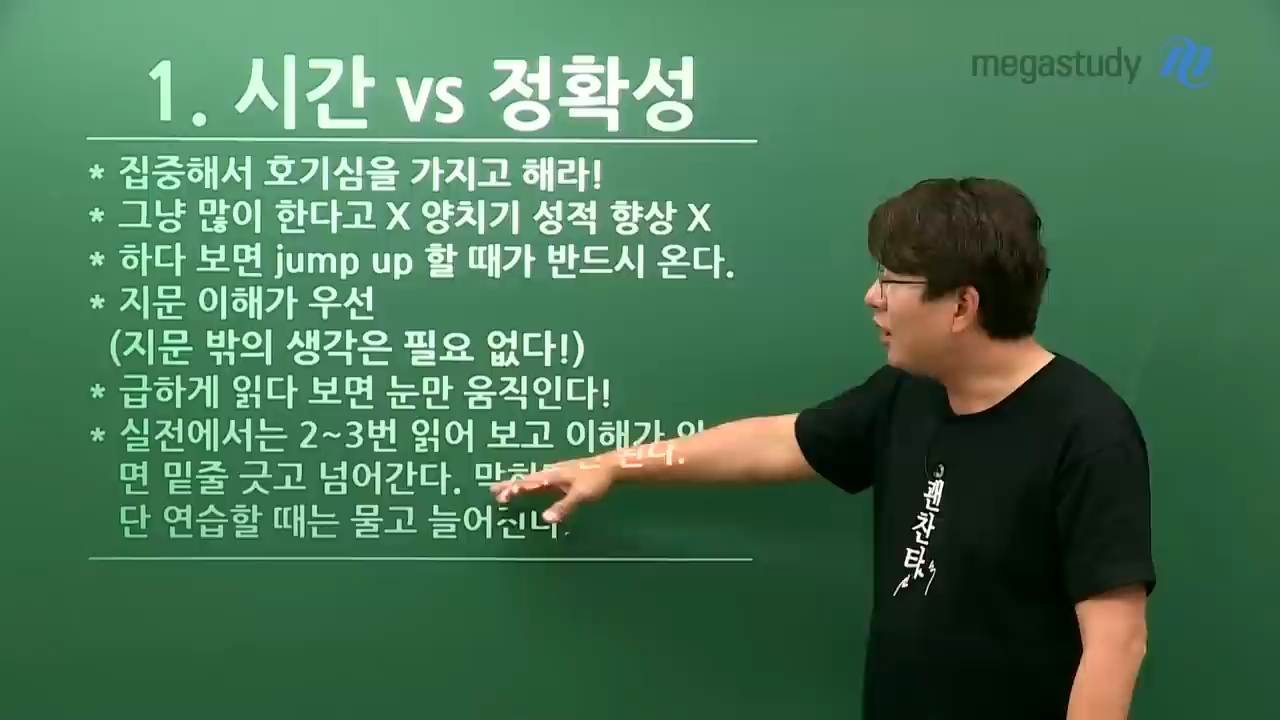 megastudy
1. 시간 vs 정확성
* 집중해서 호기심을 가지고 해라!
* 그냥 많이 한다고 X 양치기 성적 향상 X
* 하다 보면 jump up 할 때가 반드시 온다.
* 지문 이해가 우선
(지문 밖의 생각은 필요 없다!)
* 급하게 읽다 보면 눈만 움직인다!
* 실전에서는 2~3번 읽어 보고 이해가
면 밑줄 긋고 넘어간다. 된다.
단 연습할 때는 물고
괜찬타